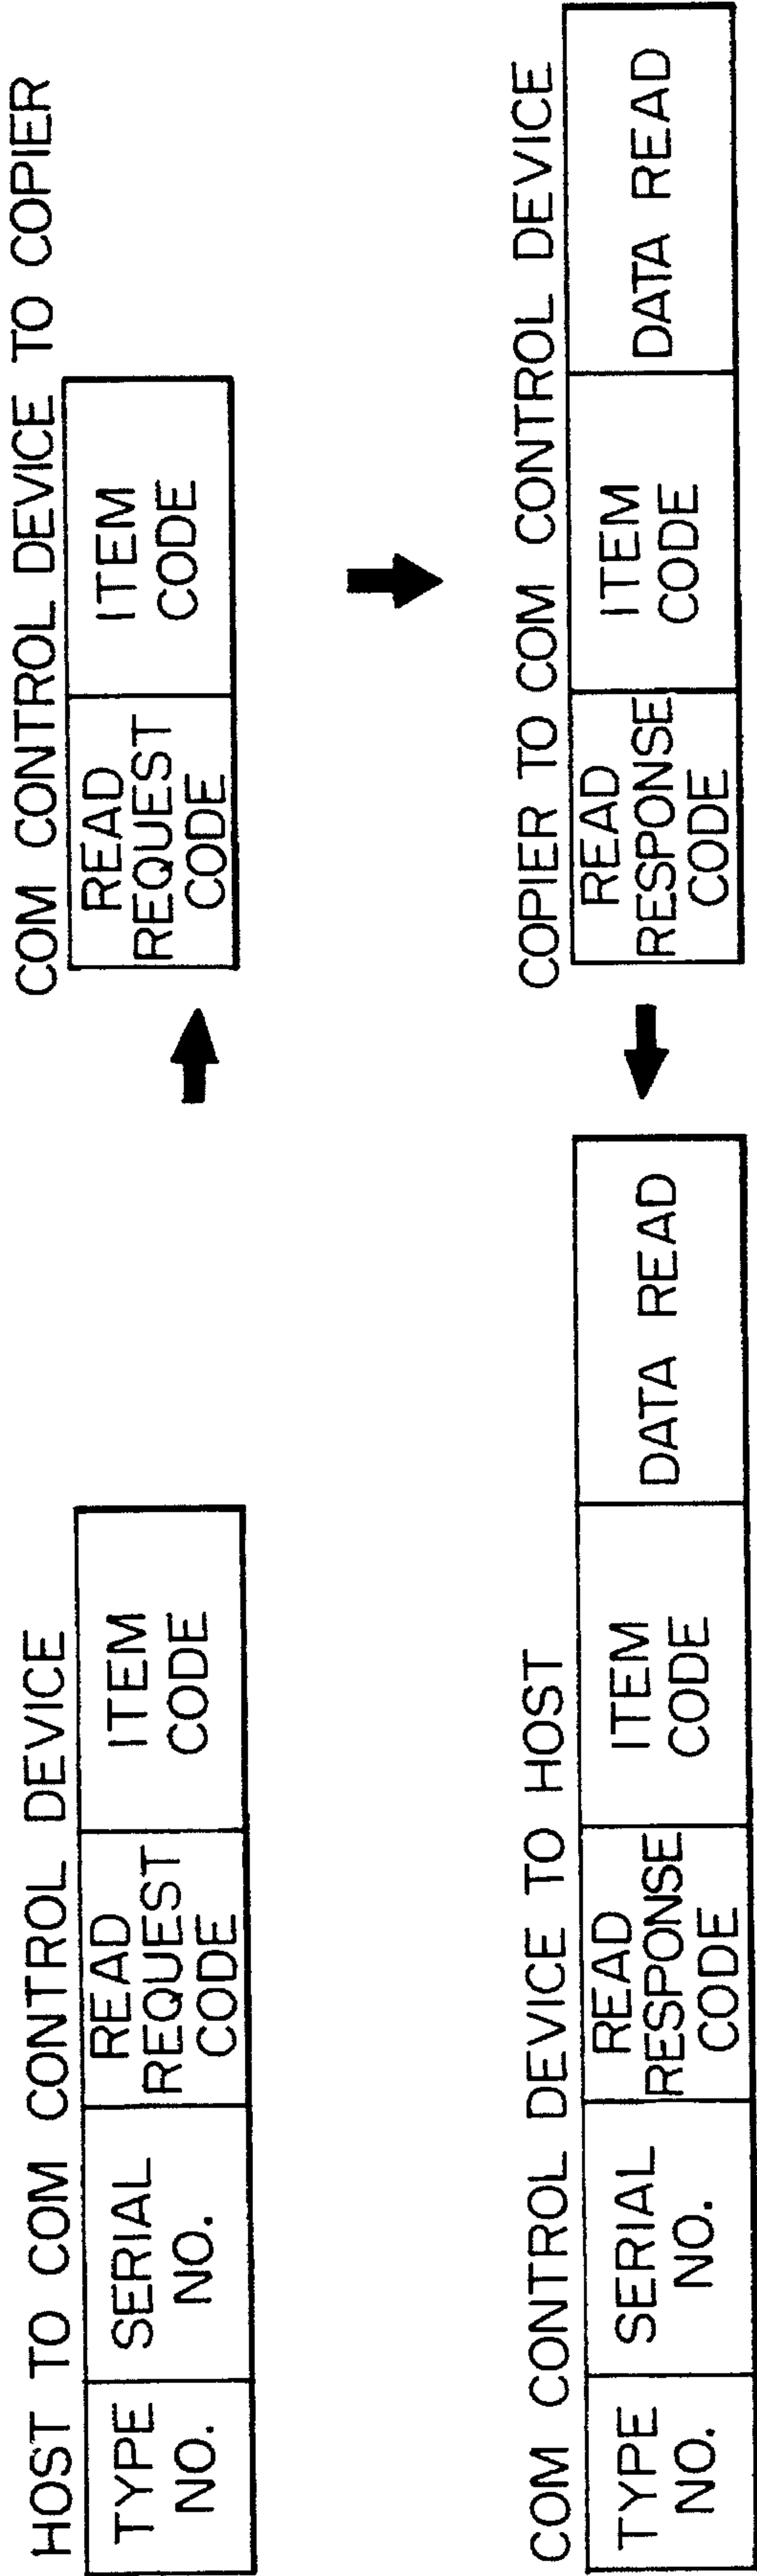 HOST TO COM CONTROL DEVICE
TYPE
NO.
SERIAL
NO.
READ
REQUEST
CODE
ITEM
CODE
COM CONTROL DEVICE TO COPIER
READ
REQUEST
CODE
ITEM
CODE
COPIER TO COM CONTROL DEVICE
READ
RESPONSE
CODE
ITEM
CODE
DATA READ
COM CONTROL DEVICE TO HOST
TYPE
NO.
SERIAL
NO.
READ
RESPONSE
CODE
ITEM
CODE
DATA READ